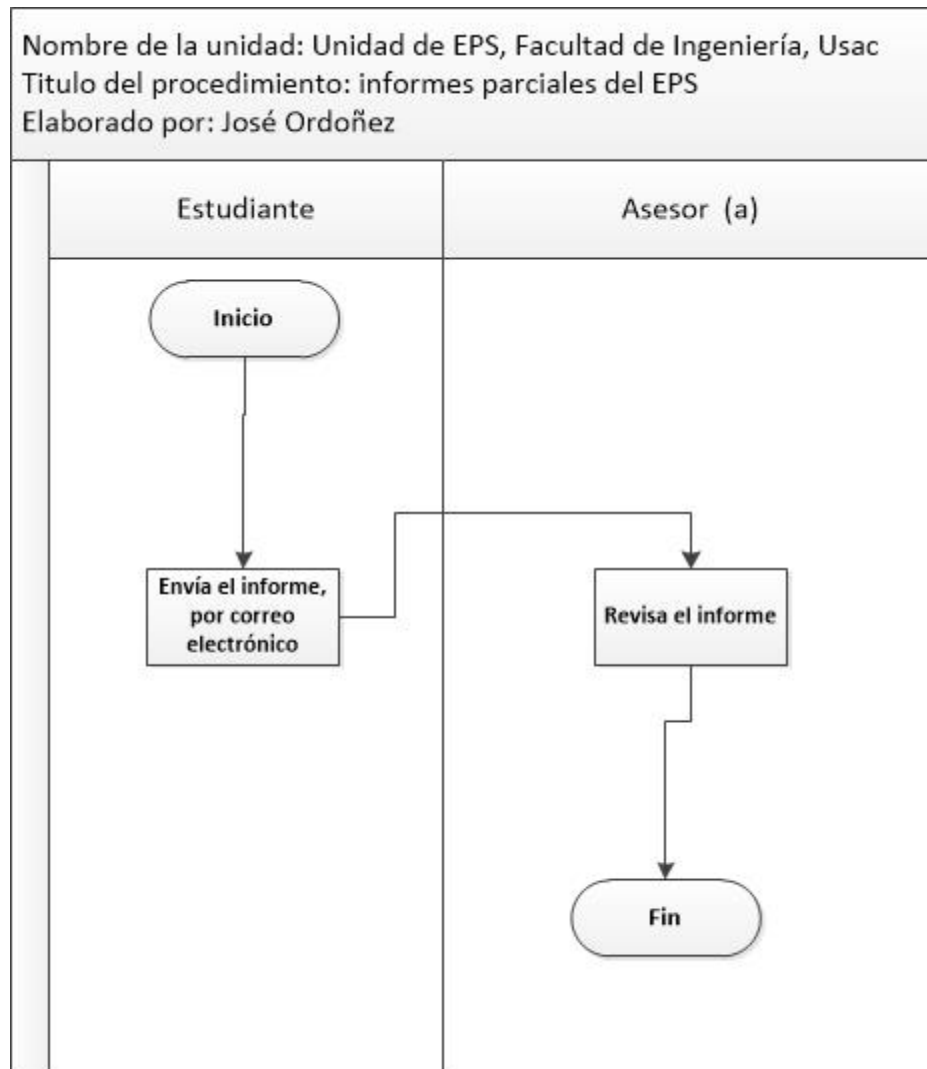 Nombre de la unidad: Unidad de EPS, Facultad de Ingeniería, Usac
Titulo del procedimiento: informes parciales del EPS
Elaborado por: José Ordoñez
Estudiante
Asesor (a)
Inicio
Envía el informe,
por correo
electrónico
Revisa el informe
Fin